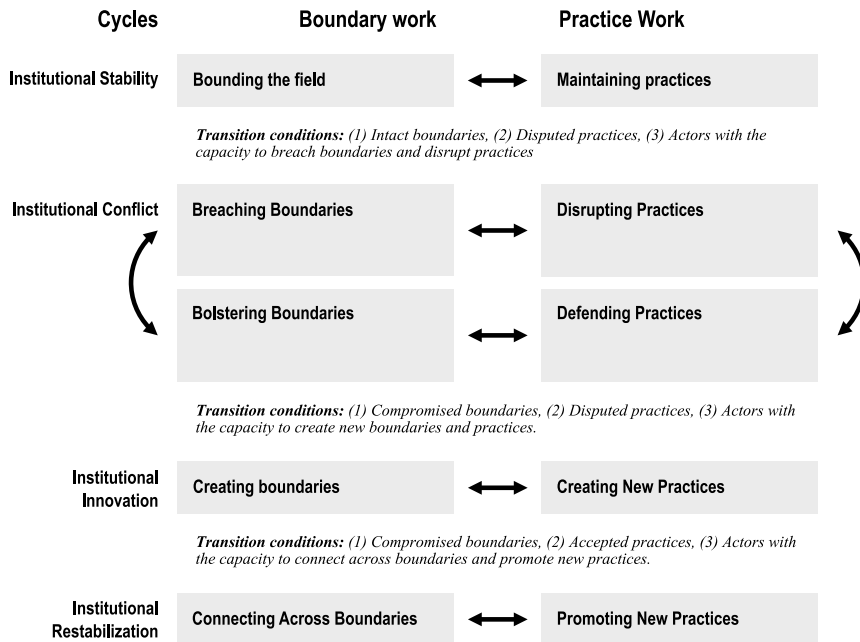 Cycles Boundary work Practice Work
Institutional Stability Bounding the field Maintaining practices
Transition conditions: (1) Intact boundaries, (2) Disputed practices, (3) Actors with the
capacity to breach boundaries and disrupt practices
Institutional Conflict Breaching Boundaries Disrupting Practices
Bolstering Boundaries Defending Practices
Transition conditions: (1) Compromised boundaries, (2) Disputed practices, (3) Actors with
the capacity to create new boundaries and practices.
Institutional
Innovation
Creating boundaries Creating New Practices
Transition conditions: (1) Compromised boundaries, (2) Accepted practices, (3) Actors with
the capacity to connect across boundaries and promote new practices.
Institutional
Restabilization
Connecting Across Boundaries Promoting New Practices